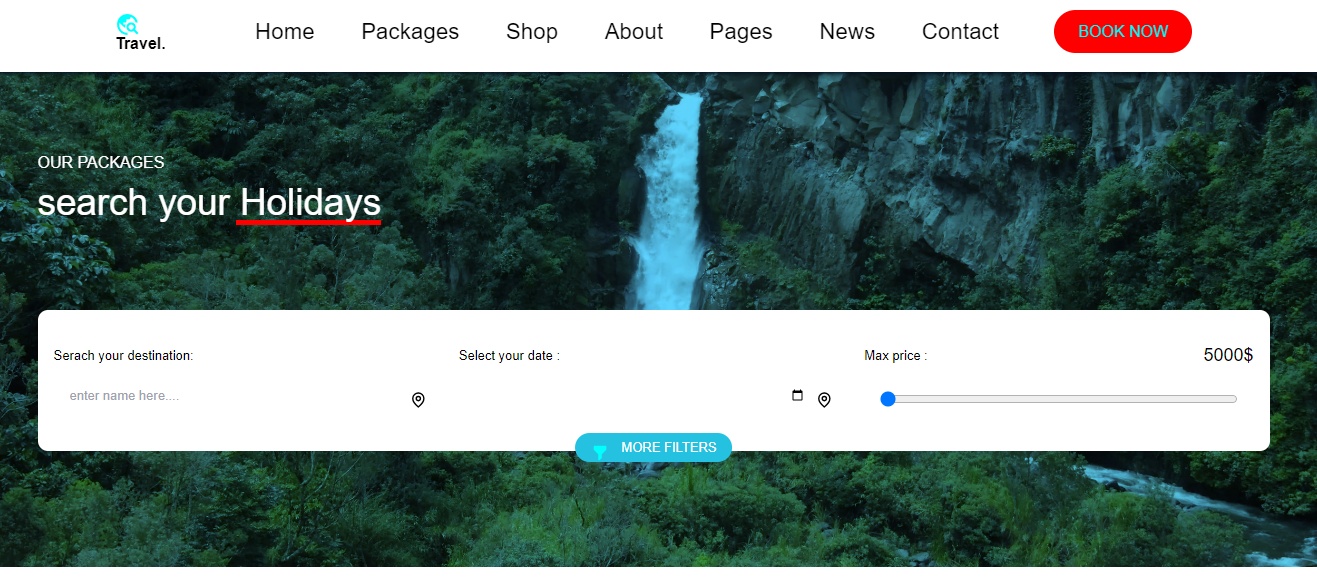 Travel.
Home Packages Shop About Pages News Contact BOOK NOW
OUR PACKAGES
search your Holidays
Serach your destination: Select your date : Max price : 5000$
enter name here....
MORE FILTERS